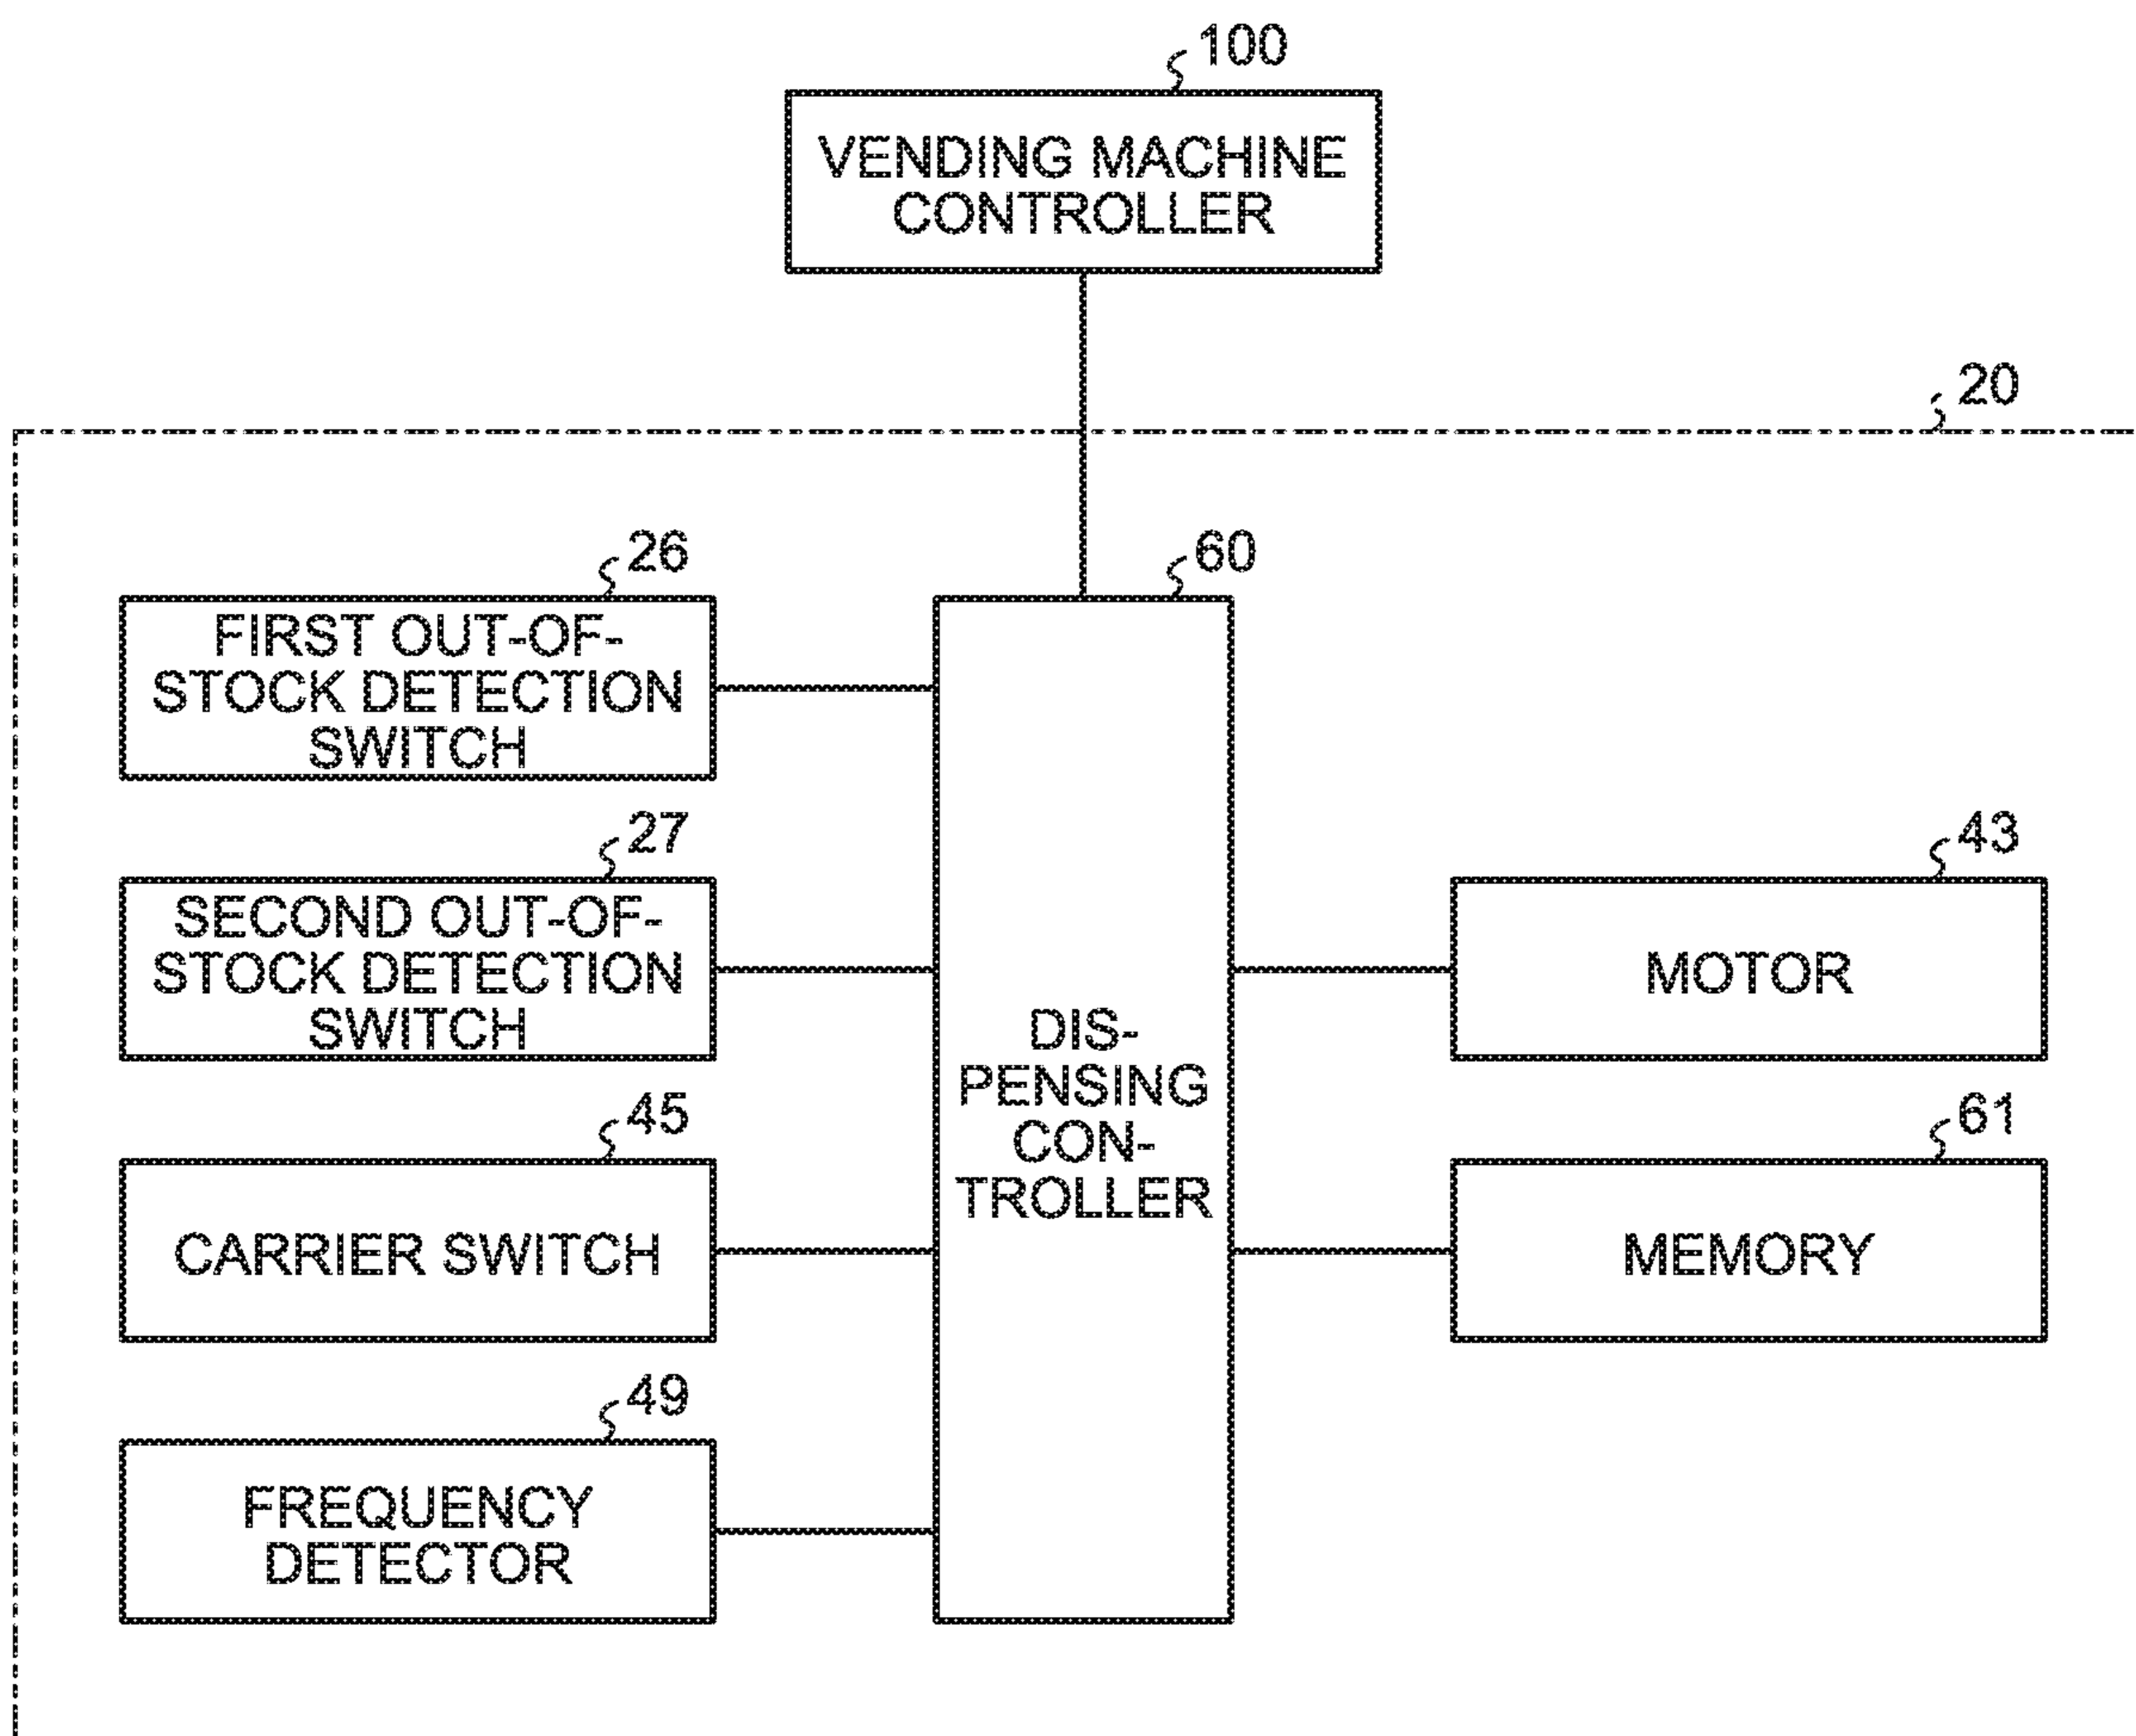 100
VENDING MACHINE
CONTROLLER
20
26
FIRST OUT-OF-
STOCK DETECTION
SWITCH
27
SECOND OUT-OF-
STOCK DETECTION
SWITCH
45
CARRIER SWITCH
49
FREQUENCY
DETECTOR
60
DIS-
PENSING
CON-
TROLLER
43
MOTOR
61
MEMORY